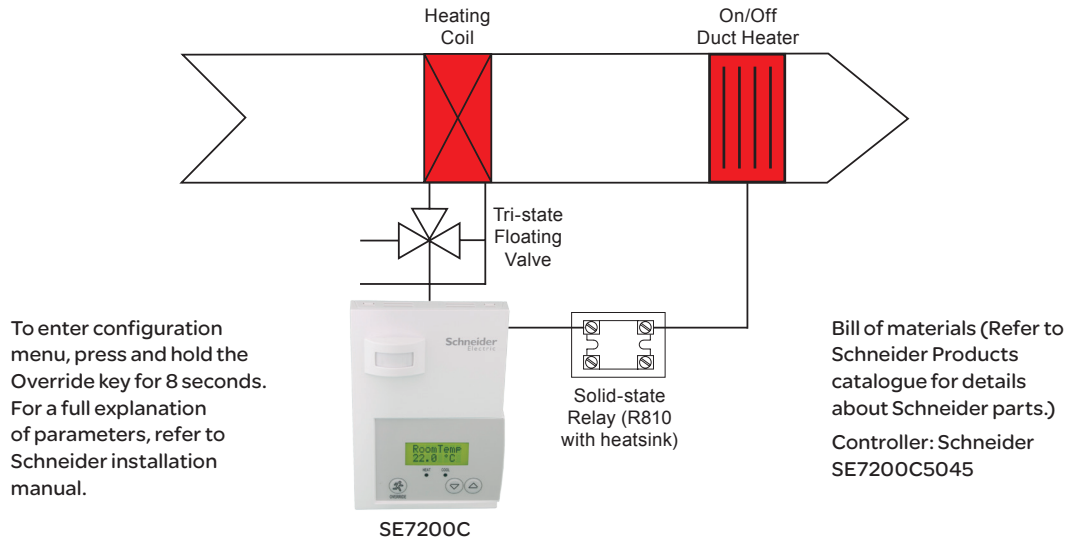 Heating
Coil
On/Off
Duct Heater
Tri-state
Floating
Valve
To enter configuration
menu, press and hold the
Override key for 8 seconds.
For a full explanation
of parameters, refer to
Schneider installation
manual.
Schneider
Electric
RoomTemp
22.0 °C
HEAT COOL
OVERRIDE
SE7200C
Solid-state
Relay (R810
with heatsink)
Bill of materials (Refer to
Schneider Products
catalogue for details
about Schneider parts.)
Controller: Schneider
SE7200C5045